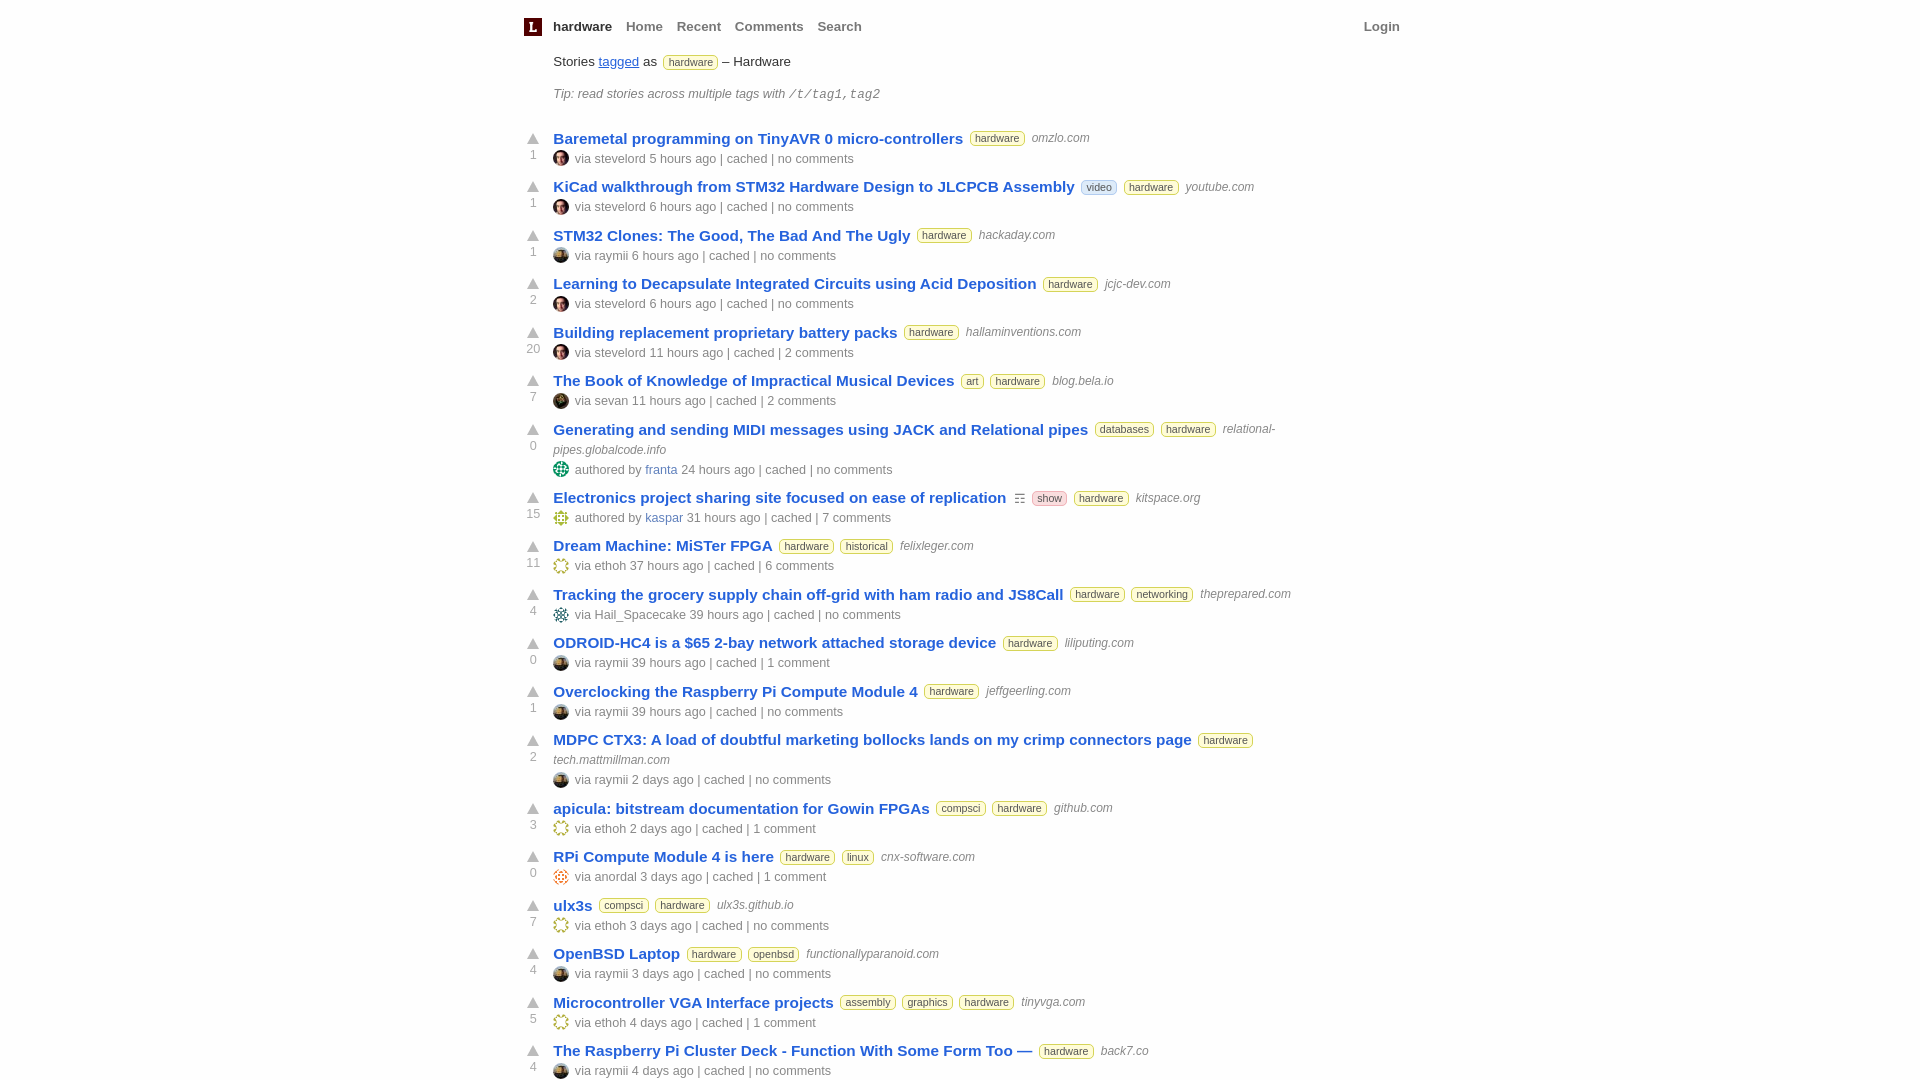 L hardware Home Recent Comments Search Login
Stories tagged as hardware – Hardware
Tip: read stories across multiple tags with /t/tag1,tag2
Baremetal programming on TinyAVR 0 micro-controllers hardware omzlo.com
1 via stevelord 5 hours ago | cached | no comments
KiCad walkthrough from STM32 Hardware Design to JLCPCB Assembly video hardware youtube.com
1 via stevelord 6 hours ago | cached | no comments
STM32 Clones: The Good, The Bad And The Ugly hardware hackaday.com
1 via raymii 6 hours ago | cached | no comments
Learning to Decapsulate Integrated Circuits using Acid Deposition hardware jcjc-dev.com
2 via stevelord 6 hours ago | cached | no comments
Building replacement proprietary battery packs hardware hallaminventions.com
20 via stevelord 11 hours ago | cached | 2 comments
The Book of Knowledge of Impractical Musical Devices art hardware blog.bela.io
7 via sevan 11 hours ago | cached | 2 comments
Generating and sending MIDI messages using JACK and Relational pipes databases hardware relational-
0 pipes.globalcode.info
authored by franta 24 hours ago | cached | no comments
Electronics project sharing site focused on ease of replication ☶ show hardware kitspace.org
15 authored by kaspar 31 hours ago | cached | 7 comments
Dream Machine: MiSTer FPGA hardware historical felixleger.com
11 via ethoh 37 hours ago | cached | 6 comments
Tracking the grocery supply chain off-grid with ham radio and JS8Call hardware networking theprepared.com
4 via Hail_Spacecake 39 hours ago | cached | no comments
ODROID-HC4 is a $65 2-bay network attached storage device hardware liliputing.com
0 via raymii 39 hours ago | cached | 1 comment
Overclocking the Raspberry Pi Compute Module 4 hardware jeffgeerling.com
1 via raymii 39 hours ago | cached | no comments
MDPC CTX3: A load of doubtful marketing bollocks lands on my crimp connectors page hardware
2 tech.mattmillman.com
via raymii 2 days ago | cached | no comments
apicula: bitstream documentation for Gowin FPGAs compsci hardware github.com
3 via ethoh 2 days ago | cached | 1 comment
RPi Compute Module 4 is here hardware linux cnx-software.com
0 via anordal 3 days ago | cached | 1 comment
ulx3s compsci hardware ulx3s.github.io
7 via ethoh 3 days ago | cached | no comments
OpenBSD Laptop hardware openbsd functionallyparanoid.com
4 via raymii 3 days ago | cached | no comments
Microcontroller VGA Interface projects assembly graphics hardware tinyvga.com
5 via ethoh 4 days ago | cached | 1 comment
The Raspberry Pi Cluster Deck - Function With Some Form Too — hardware back7.co
4 via raymii 4 days ago | cached | no comments